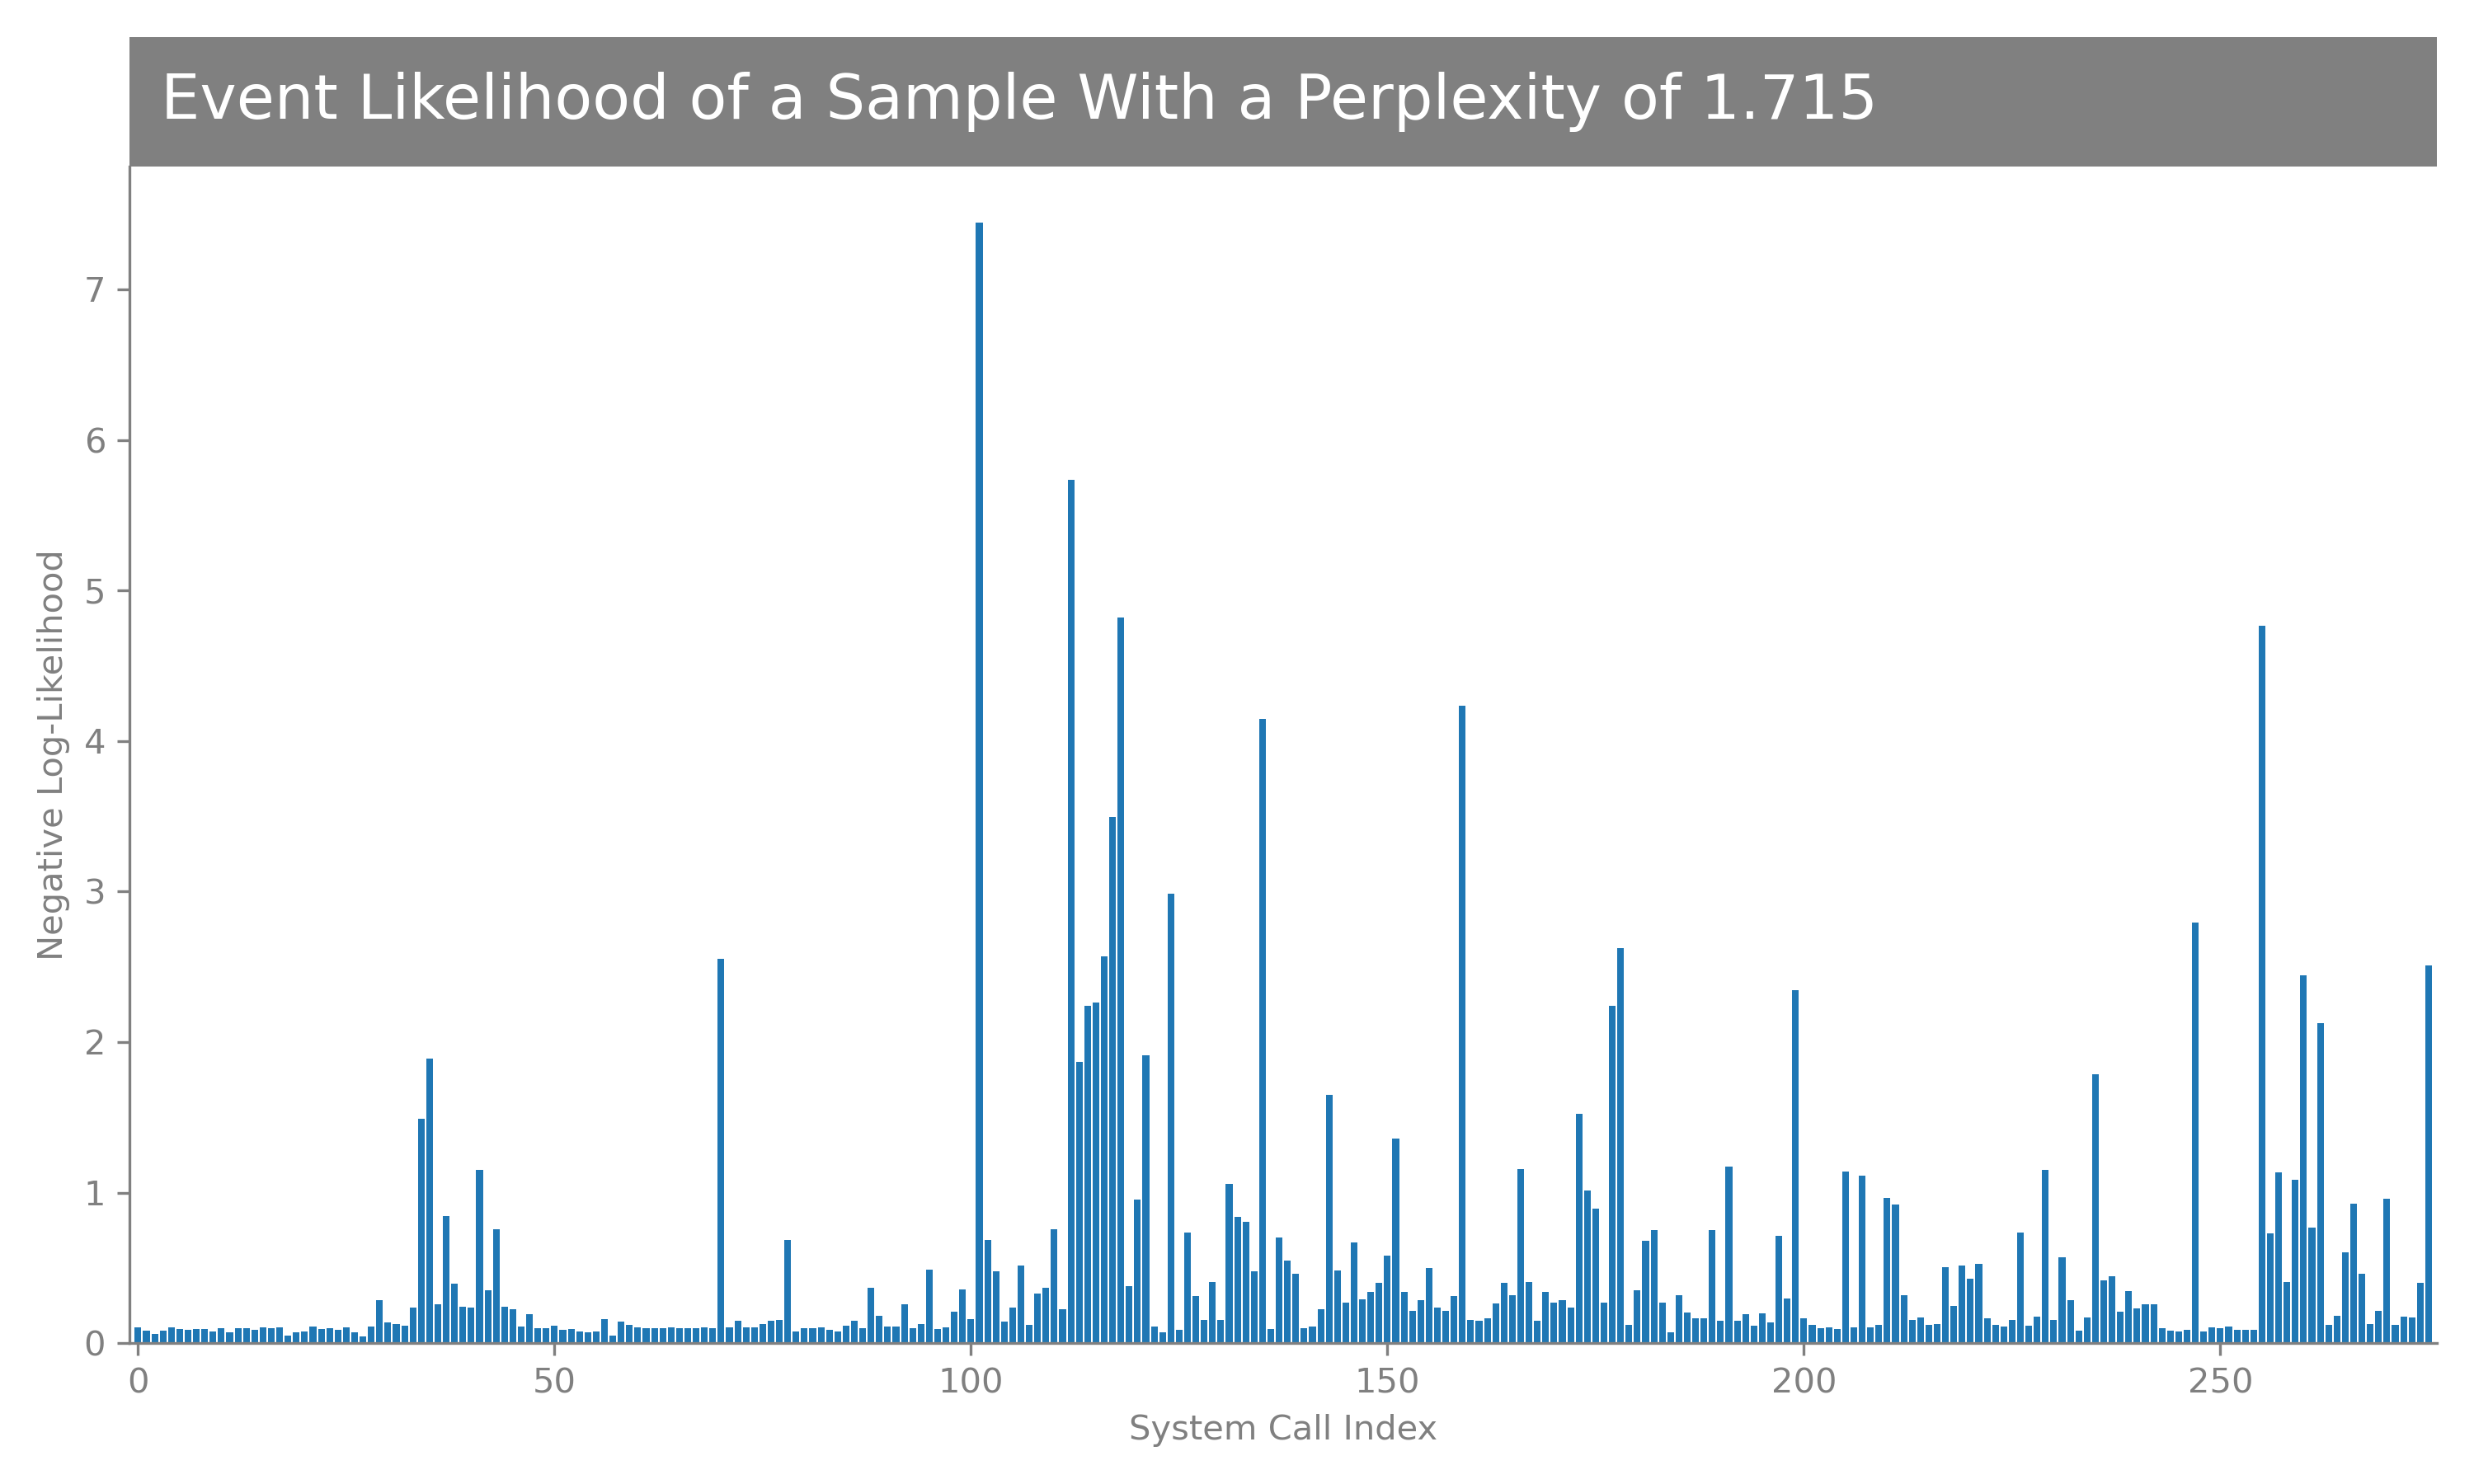 Event Likelihood of a Sample With a Perplexity of 1.715
Negative Log-Likelihood
7
6
5
4
3
2
1
0
0 50 100 150 200 250
System Call Index